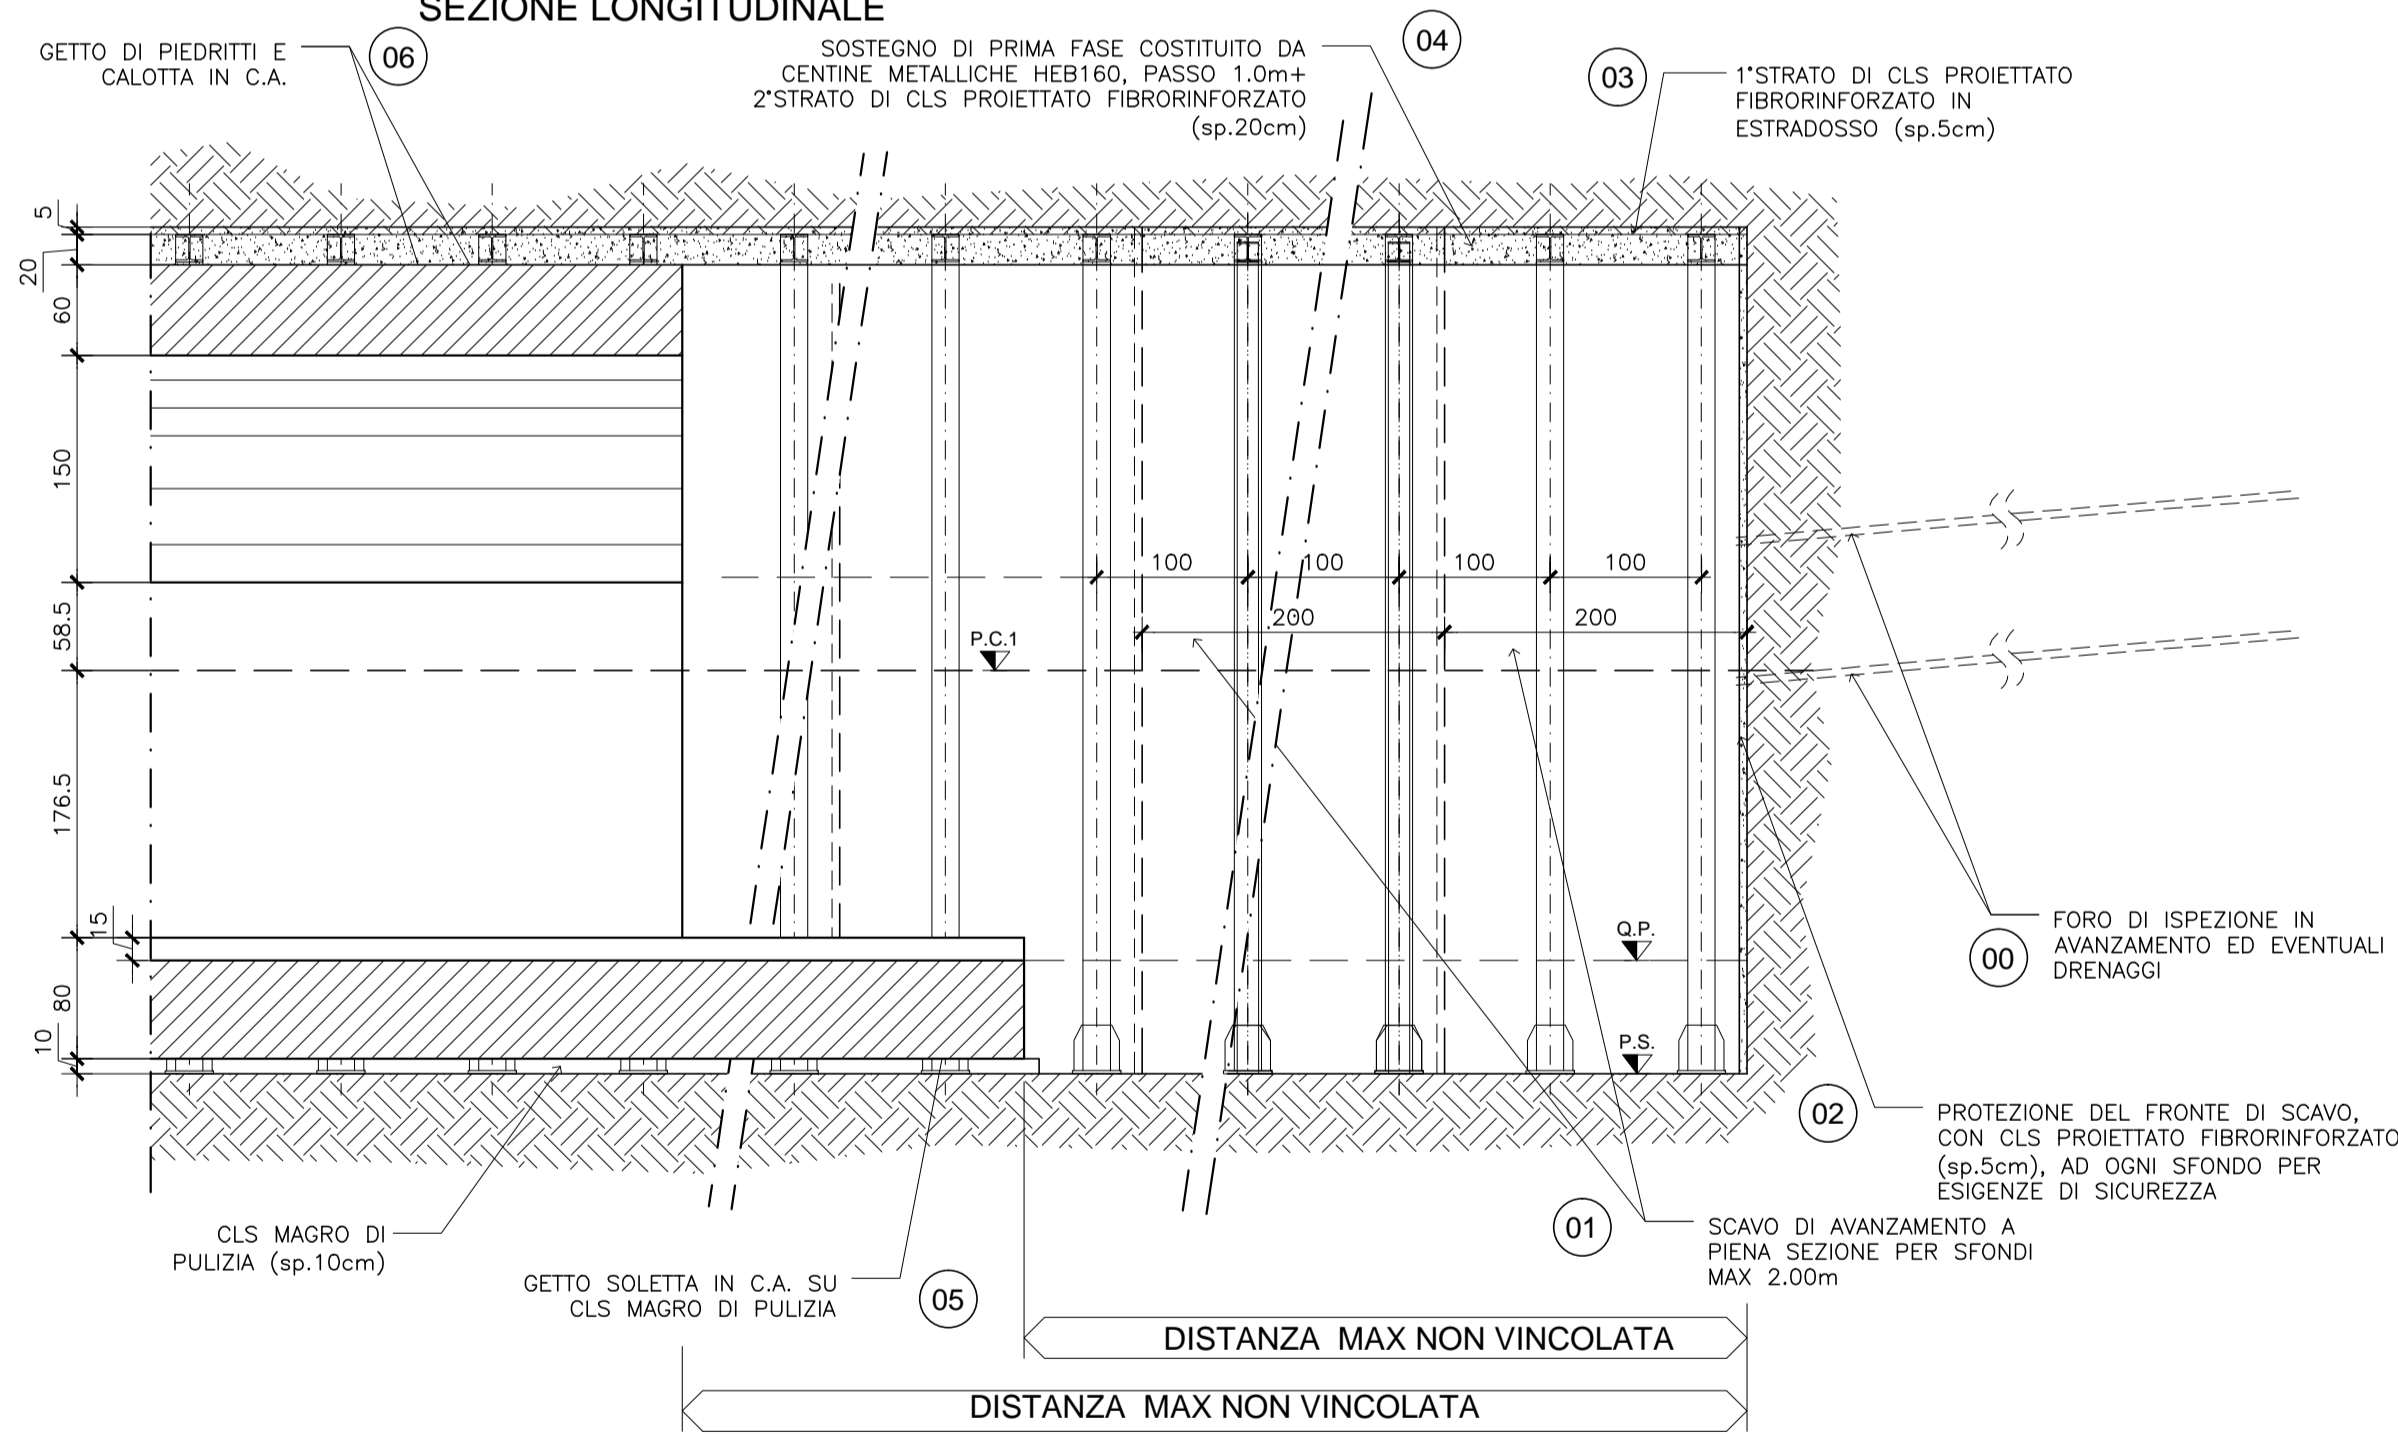 SEZIONE LONGITUDINALE
GETTO DI PIEDRITTI E
CALOTTA IN C.A.
06
SOSTEGNO DI PRIMA FASE COSTITUITO DA
CENTINE METALLICHE HEB160, PASSO 1.0m+
2°STRATO DI CLS PROIETTATO FIBRORINFORZATO
(sp.20cm)
04
03
1°STRATO DI CLS PROIETTATO
FIBRORINFORZATO IN
ESTRADOSSO (sp.5cm)
5
20
60
150
58.5
176.5
15
80
10
100
100
100
100
200
200
P.C.1
Q.P.
P.S.
00
FORO DI ISPEZIONE IN
AVANZAMENTO ED EVENTUALI
DRENAGGI
02
PROTEZIONE DEL FRONTE DI SCAVO,
CON CLS PROIETTATO FIBRORINFORZATO
(sp.5cm), AD OGNI SFONDO PER
ESIGENZE DI SICUREZZA
01
SCAVO DI AVANZAMENTO A
PIENA SEZIONE PER SFONDI
MAX 2.00m
CLS MAGRO DI
PULIZIA (sp.10cm)
GETTO SOLETTA IN C.A. SU
CLS MAGRO DI PULIZIA
05
DISTANZA MAX NON VINCOLATA
DISTANZA MAX NON VINCOLATA